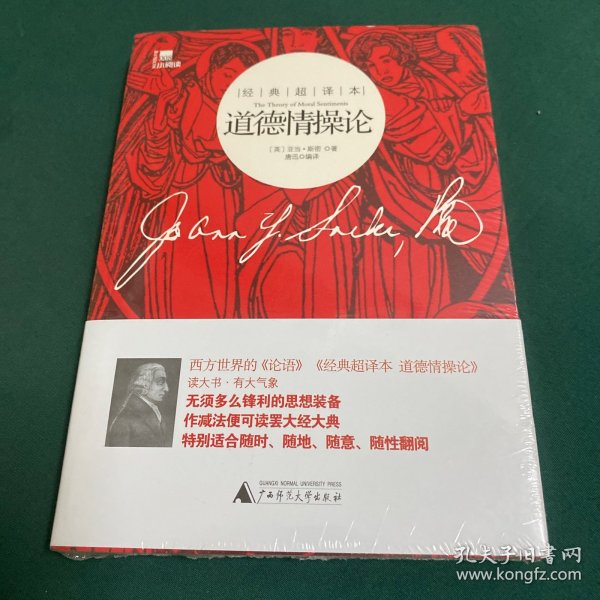 小阅读
经典超译本
The Theory of Moral Sentiments
道德情操论
[英]亚当·斯密 ◎著
唐迅◎编译
西方世界的《论语》《经典超译本 道德情操论》
读大书·有大气象
无须多么锋利的思想装备
作减法便可读罢大经大典
特别适合随时、随地、随意、随性翻阅
GUANGXI NORMAL UNIVERSITY PRESS
广西师范大学出版社
孔夫子旧书网
www.kongfz.com